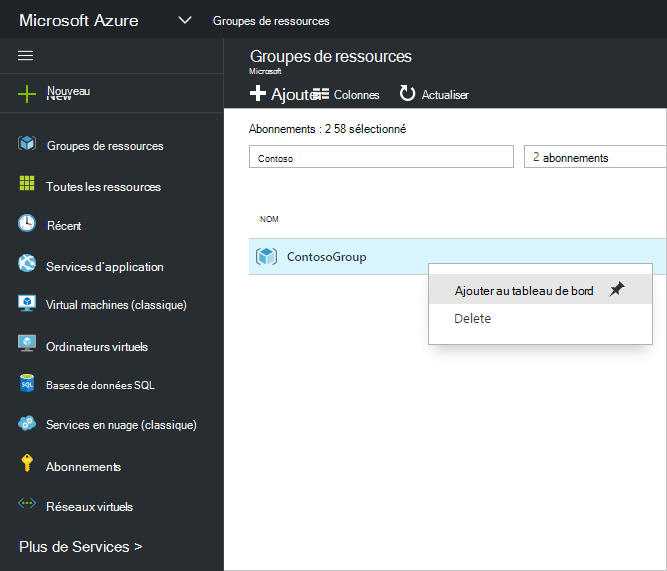 Microsoft Azure
Groupes de ressources
Nouveau
New
Groupes de ressources
Toutes les ressources
Récent
Services d'application
Virtual machines (classique)
Ordinateurs virtuels
Bases de données SQL
Services en nuage (classique)
Abonnements
Réseaux virtuels
Plus de Services >
Groupes de ressources
Microsoft
Ajouter
Colonnes
Actualiser
Abonnements : 2 58 sélectionné
Contoso
2 abonnements
NOM
ContosoGroup
Ajouter au tableau de bord
Delete
SQL